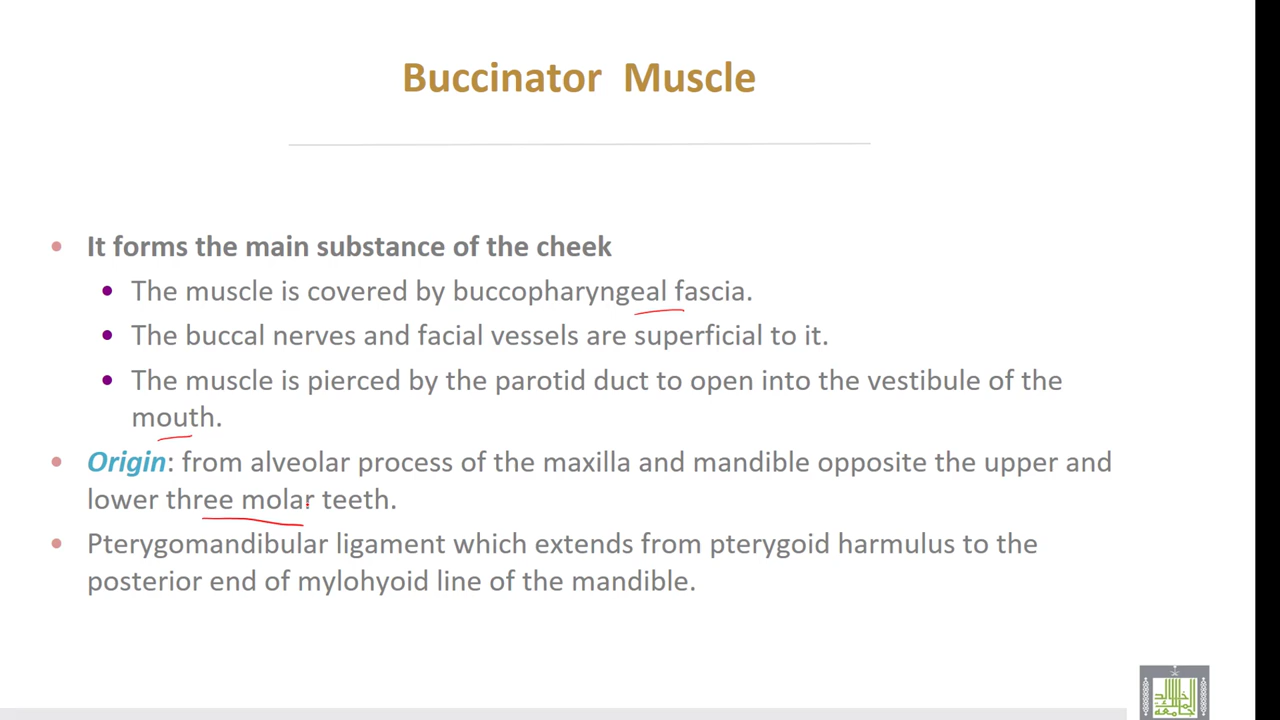 Buccinator Muscle
It forms the main substance of the cheek
The muscle is covered by buccopharyngeal fascia.
The buccal nerves and facial vessels are superficial to it.
The muscle is pierced by the parotid duct to open into the vestibule of the
mouth.
Origin: from alveolar process of the maxilla and mandible opposite the upper and
lower three molar teeth.
Pterygomandibular ligament which extends from pterygoid harmulus to the
posterior end of mylohyoid line of the mandible.